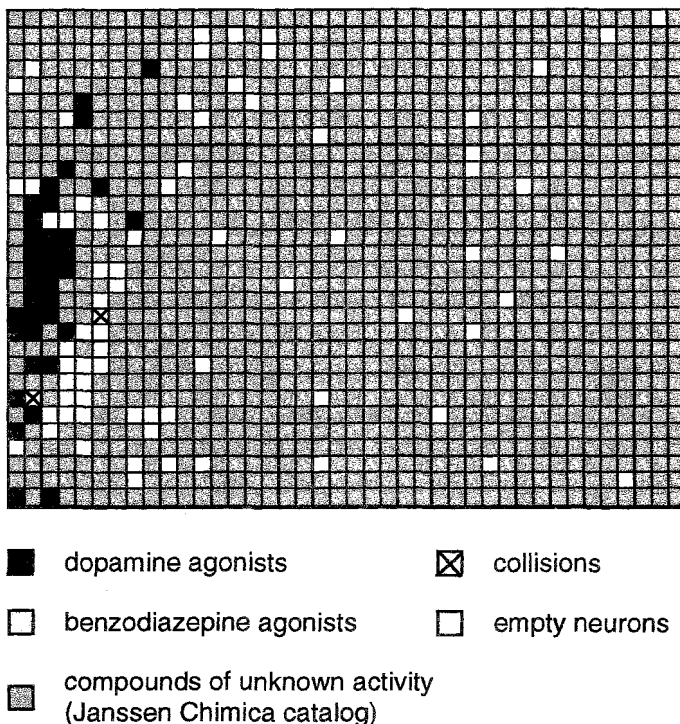 dopamine agonists
collisions
benzodiazepine agonists
empty neurons
compounds of unknown activity
(Janssen Chimica catalog)